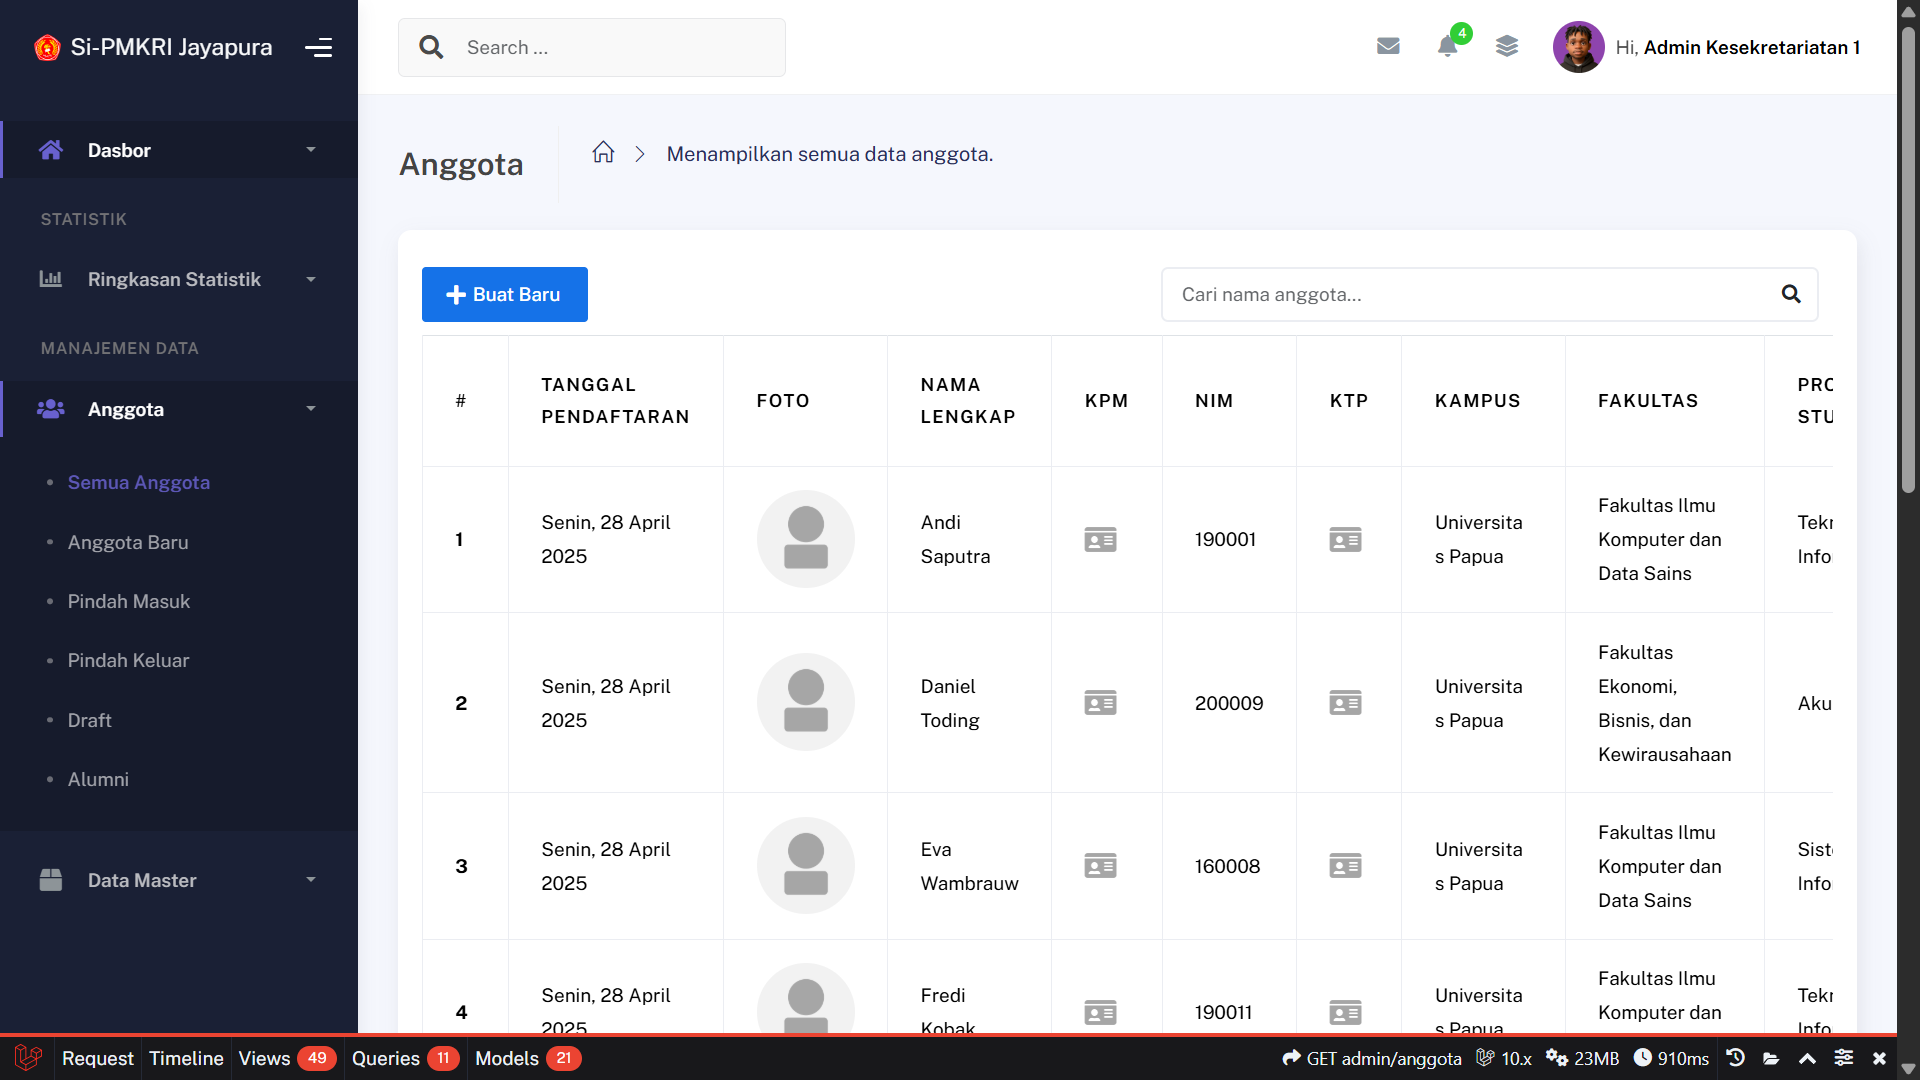 Si-PMKRI Jayapura
Search ...
4
Hi, Admin Kesekretariatan 1
Dasbor
STATISTIK
Ringkasan Statistik
MANAJEMEN DATA
Anggota
Semua Anggota
Anggota Baru
Pindah Masuk
Pindah Keluar
Draft
Alumni
Data Master
Anggota
Menampilkan semua data anggota.
Buat Baru
Cari nama anggota...
#
TANGGAL
PENDAFTARAN
FOTO
NAMA
LENGKAP
KPM
NIM
KTP
KAMPUS
FAKULTAS
PRO
STU
1
Senin, 28 April
2025
Andi
Saputra
190001
Universita
s Papua
Fakultas Ilmu
Komputer dan
Data Sains
Tekn
Info
2
Senin, 28 April
2025
Daniel
Toding
200009
Universita
s Papua
Fakultas
Ekonomi,
Bisnis, dan
Kewirausahaan
Aku
3
Senin, 28 April
2025
Eva
Wambrauw
160008
Universita
s Papua
Fakultas Ilmu
Komputer dan
Data Sains
Siste
Info
4
Senin, 28 April
2025
Fredi
Kobak
190011
Universita
s Papua
Fakultas Ilmu
Komputer dan
Tekn
Info
Request
Timeline
Views 49
Queries 11
Models 21
GET admin/anggota
10.x
23MB
910ms